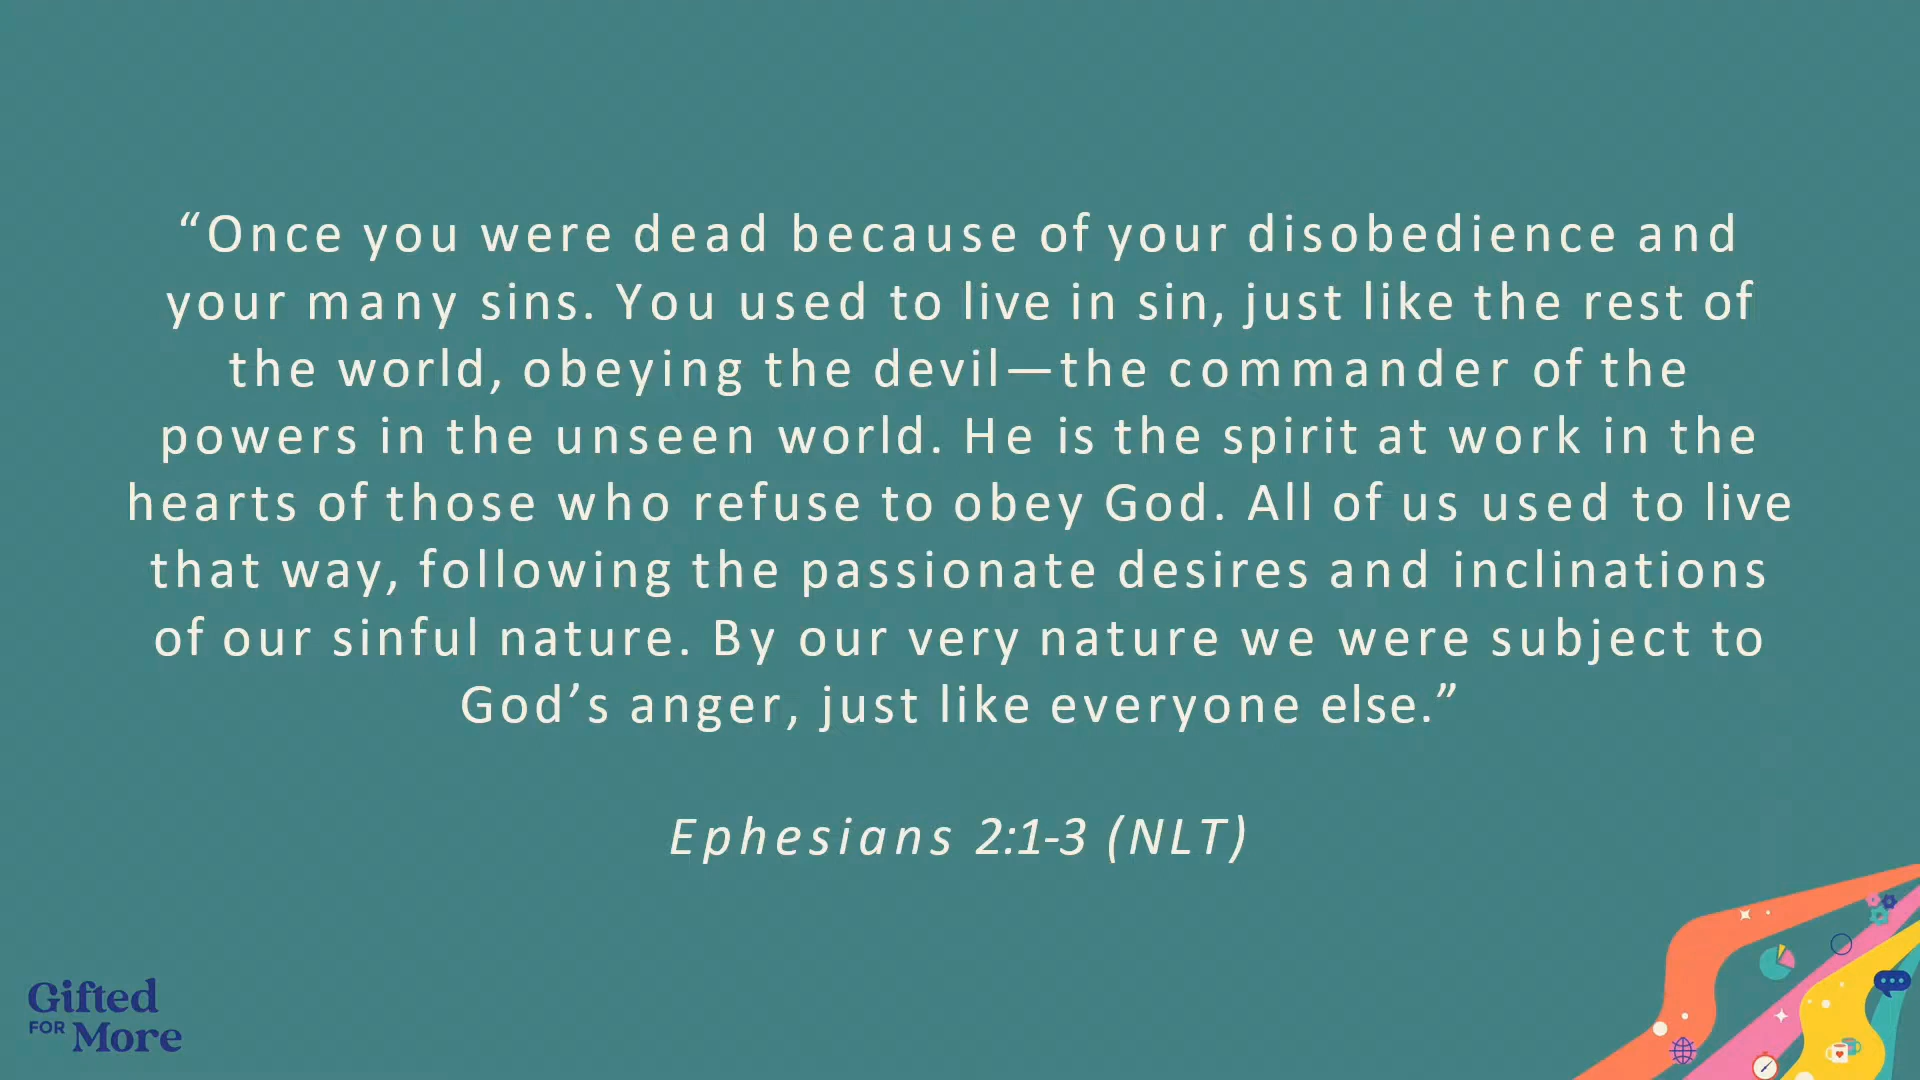 “Once you were dead because of your disobedience and
your many sins. You used to live in sin, just like the rest of
the world, obeying the devil—the commander of the
powers in the unseen world. He is the spirit at work in the
hearts of those who refuse to obey God. All of us used to live
that way, following the passionate desires and inclinations
of our sinful nature. By our very nature we were subject to
God’s anger, just like everyone else.”
Ephesians 2:1-3 (NLT)
Gifted
FOR More